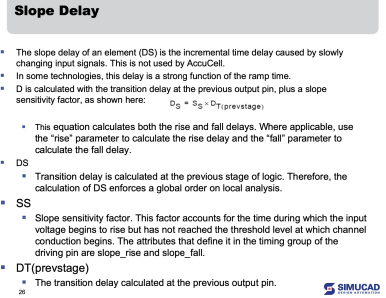 Slope Delay
The slope delay of an element (DS) is the incremental time delay caused by slowly
changing input signals. This is not used by AccuCell.
In some technologies, this delay is a strong function of the ramp time.
D is calculated with the transition delay at the previous output pin, plus a slope
sensitivity factor, as shown here: D_S = S_S × D_T(prevstage)
This equation calculates both the rise and fall delays. Where applicable, use
the “rise” parameter to calculate the rise delay and the “fall” parameter to
calculate the fall delay.
DS
Transition delay is calculated at the previous stage of logic. Therefore, the
calculation of DS enforces a global order on local analysis.
SS
Slope sensitivity factor. This factor accounts for the time during which the input
voltage begins to rise but has not reached the threshold level at which channel
conduction begins. The attributes that define it in the timing group of the
driving pin are slope_rise and slope_fall.
DT(prevstage)
The transition delay calculated at the previous output pin.
26
SIMUCAD
DESIGN AUTOMATION